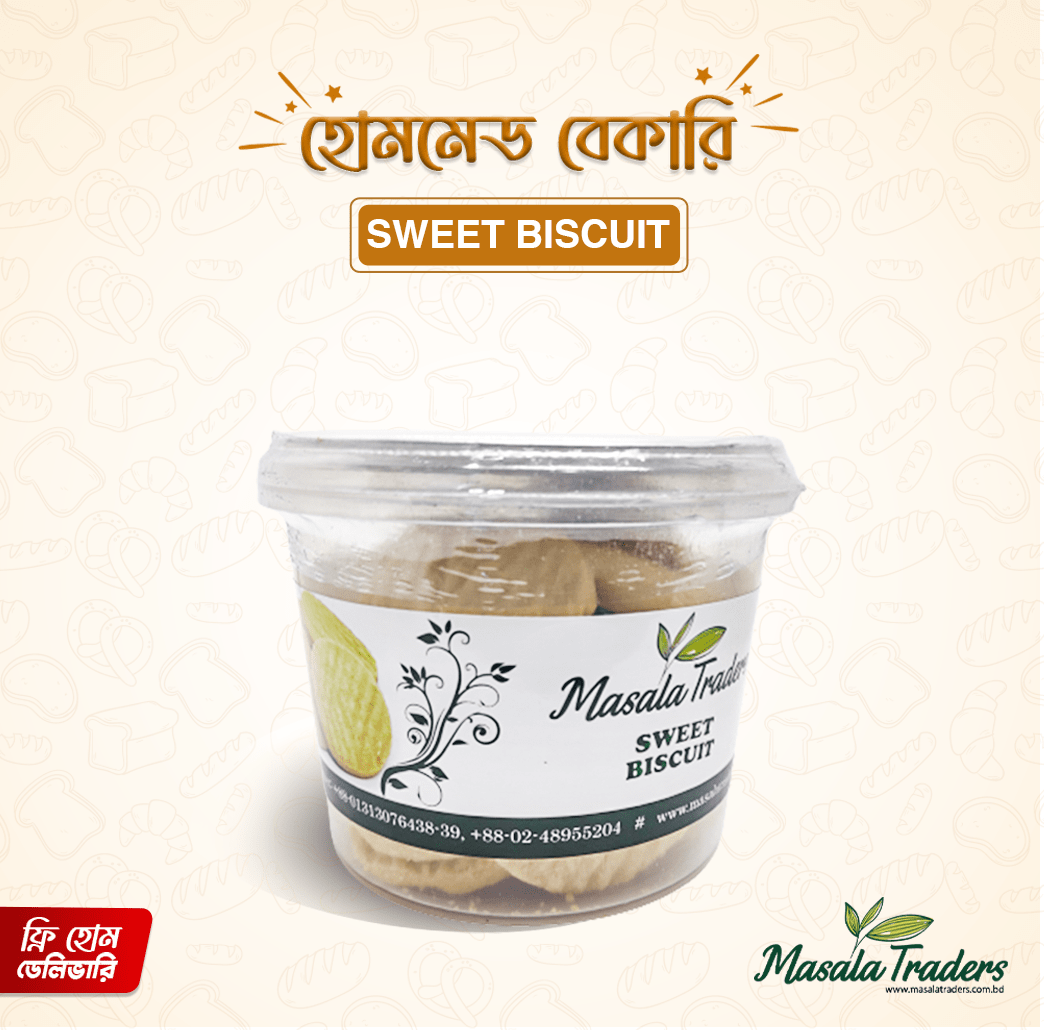 হোমমেড বেকারি
SWEET BISCUIT
Masala Traders
SWEET
BISCUIT
+88-01313076438-39, +88-02-48955204 #
ফ্রি হোম
ডেলিভারি
Masala Traders
www.masalatraders.com.bd